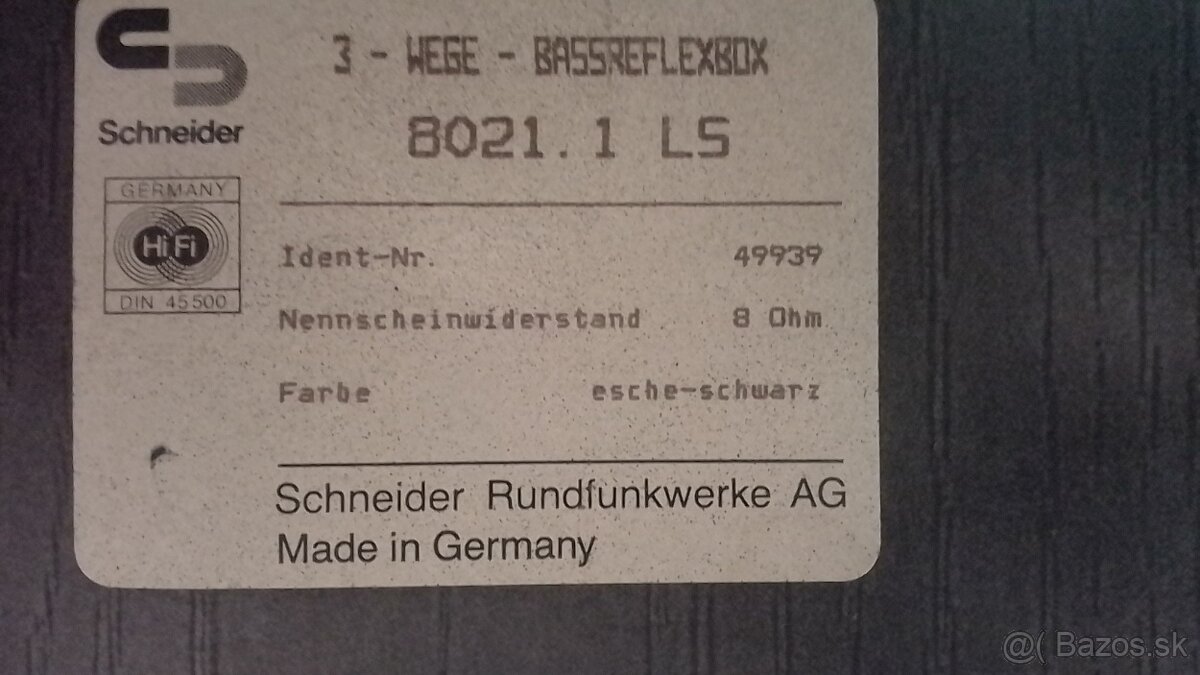 3 - WEGE - BASSREFLEXBOX
8021.1 LS
Schneider
GERMANY
HiFi
DIN 45500
Ident-Nr. 49939
Nennscheinwiderstand 8 Ohm
Farbe esche-schwarz
Schneider Rundfunkwerke AG
Made in Germany
@( Bazos.sk